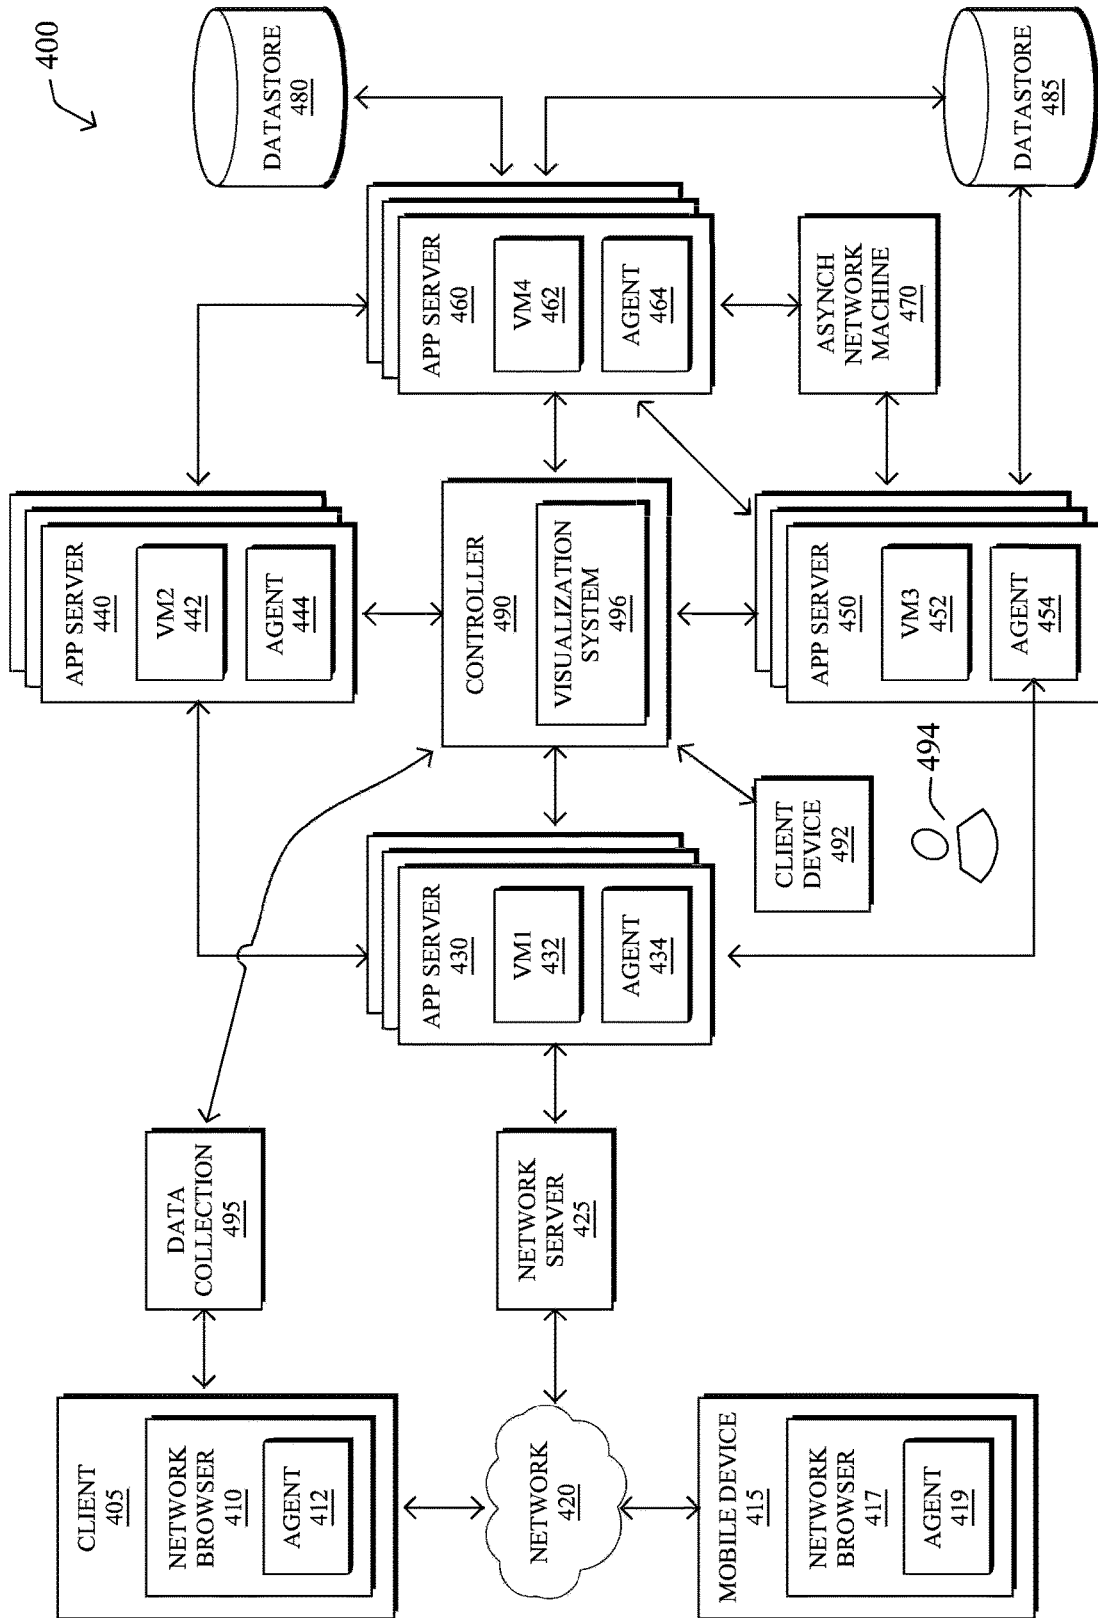 400
CLIENT
405
NETWORK
BROWSER
410
AGENT
412
DATA
COLLECTION
495
NETWORK
420
NETWORK
SERVER
425
MOBILE DEVICE
415
NETWORK
BROWSER
417
AGENT
419
APP SERVER
430
VM1
432
AGENT
434
APP SERVER
440
VM2
442
AGENT
444
CONTROLLER
490
VISUALIZATION
SYSTEM
496
CLIENT
DEVICE
492
494
APP SERVER
450
VM3
452
AGENT
454
APP SERVER
460
VM4
462
AGENT
464
ASYNCH
NETWORK
MACHINE
470
DATASTORE
480
DATASTORE
485